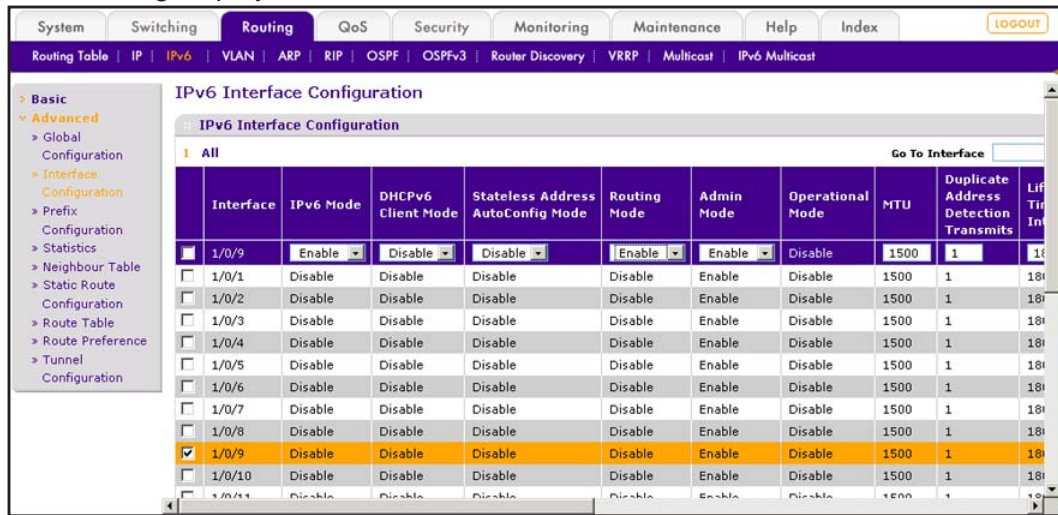 System Switching Routing QoS Security Monitoring Maintenance Help Index LOGOUT
Routing Table | IP | IPv6 | VLAN | ARP | RIP | OSPF | OSPFv3 | Router Discovery | VRRP | Multicast | IPv6 Multicast
Basic
Advanced
» Global
Configuration
» Interface
Configuration
» Prefix
Configuration
» Statistics
» Neighbour Table
» Static Route
Configuration
» Route Table
» Route Preference
» Tunnel
Configuration
IPv6 Interface Configuration
IPv6 Interface Configuration
1 All Go To Interface
Interface IPv6 Mode DHCPv6 Client Mode Stateless Address AutoConfig Mode Routing Mode Admin Mode Operational Mode MTU Duplicate Address Detection Transmits
1/0/9 Enable Disable Disable Enable Enable Disable 1500 1
1/0/1 Disable Disable Disable Disable Enable Disable 1500 1
1/0/2 Disable Disable Disable Disable Enable Disable 1500 1
1/0/3 Disable Disable Disable Disable Enable Disable 1500 1
1/0/4 Disable Disable Disable Disable Enable Disable 1500 1
1/0/5 Disable Disable Disable Disable Enable Disable 1500 1
1/0/6 Disable Disable Disable Disable Enable Disable 1500 1
1/0/7 Disable Disable Disable Disable Enable Disable 1500 1
1/0/8 Disable Disable Disable Disable Enable Disable 1500 1
1/0/9 Disable Disable Disable Disable Enable Disable 1500 1
1/0/10 Disable Disable Disable Disable Enable Disable 1500 1